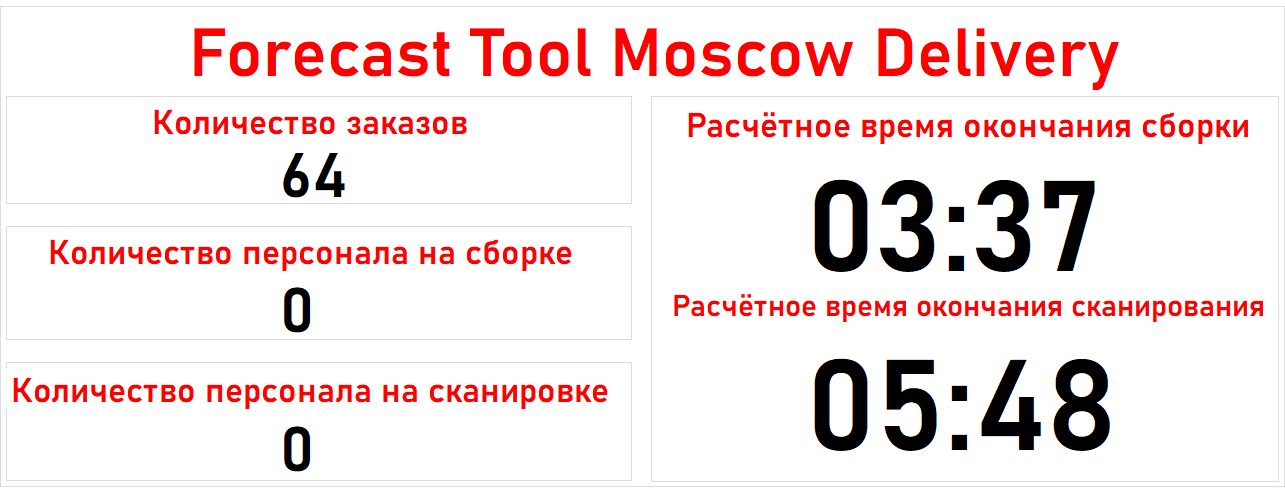 Forecast Tool Moscow Delivery
Количество заказов
64
Количество персонала на сборке
0
Количество персонала на сканировке
0
Расчётное время окончания сборки
03:37
Расчётное время окончания сканирования
05:48